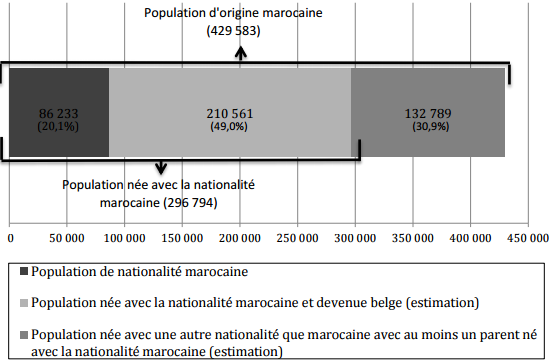 Population d'origine marocaine
(429 583)
86 233
(20,1%)
210 561
(49,0%)
132 789
(30,9%)
Population née avec la nationalité
marocaine (296 794)
0 50 000 100 000 150 000 200 000 250 000 300 000 350 000 400 000 450 000
Population de nationalité marocaine
Population née avec la nationalité marocaine et devenue belge (estimation)
Population née avec une autre nationalité que marocaine avec au moins un parent né
avec la nationalité marocaine (estimation)